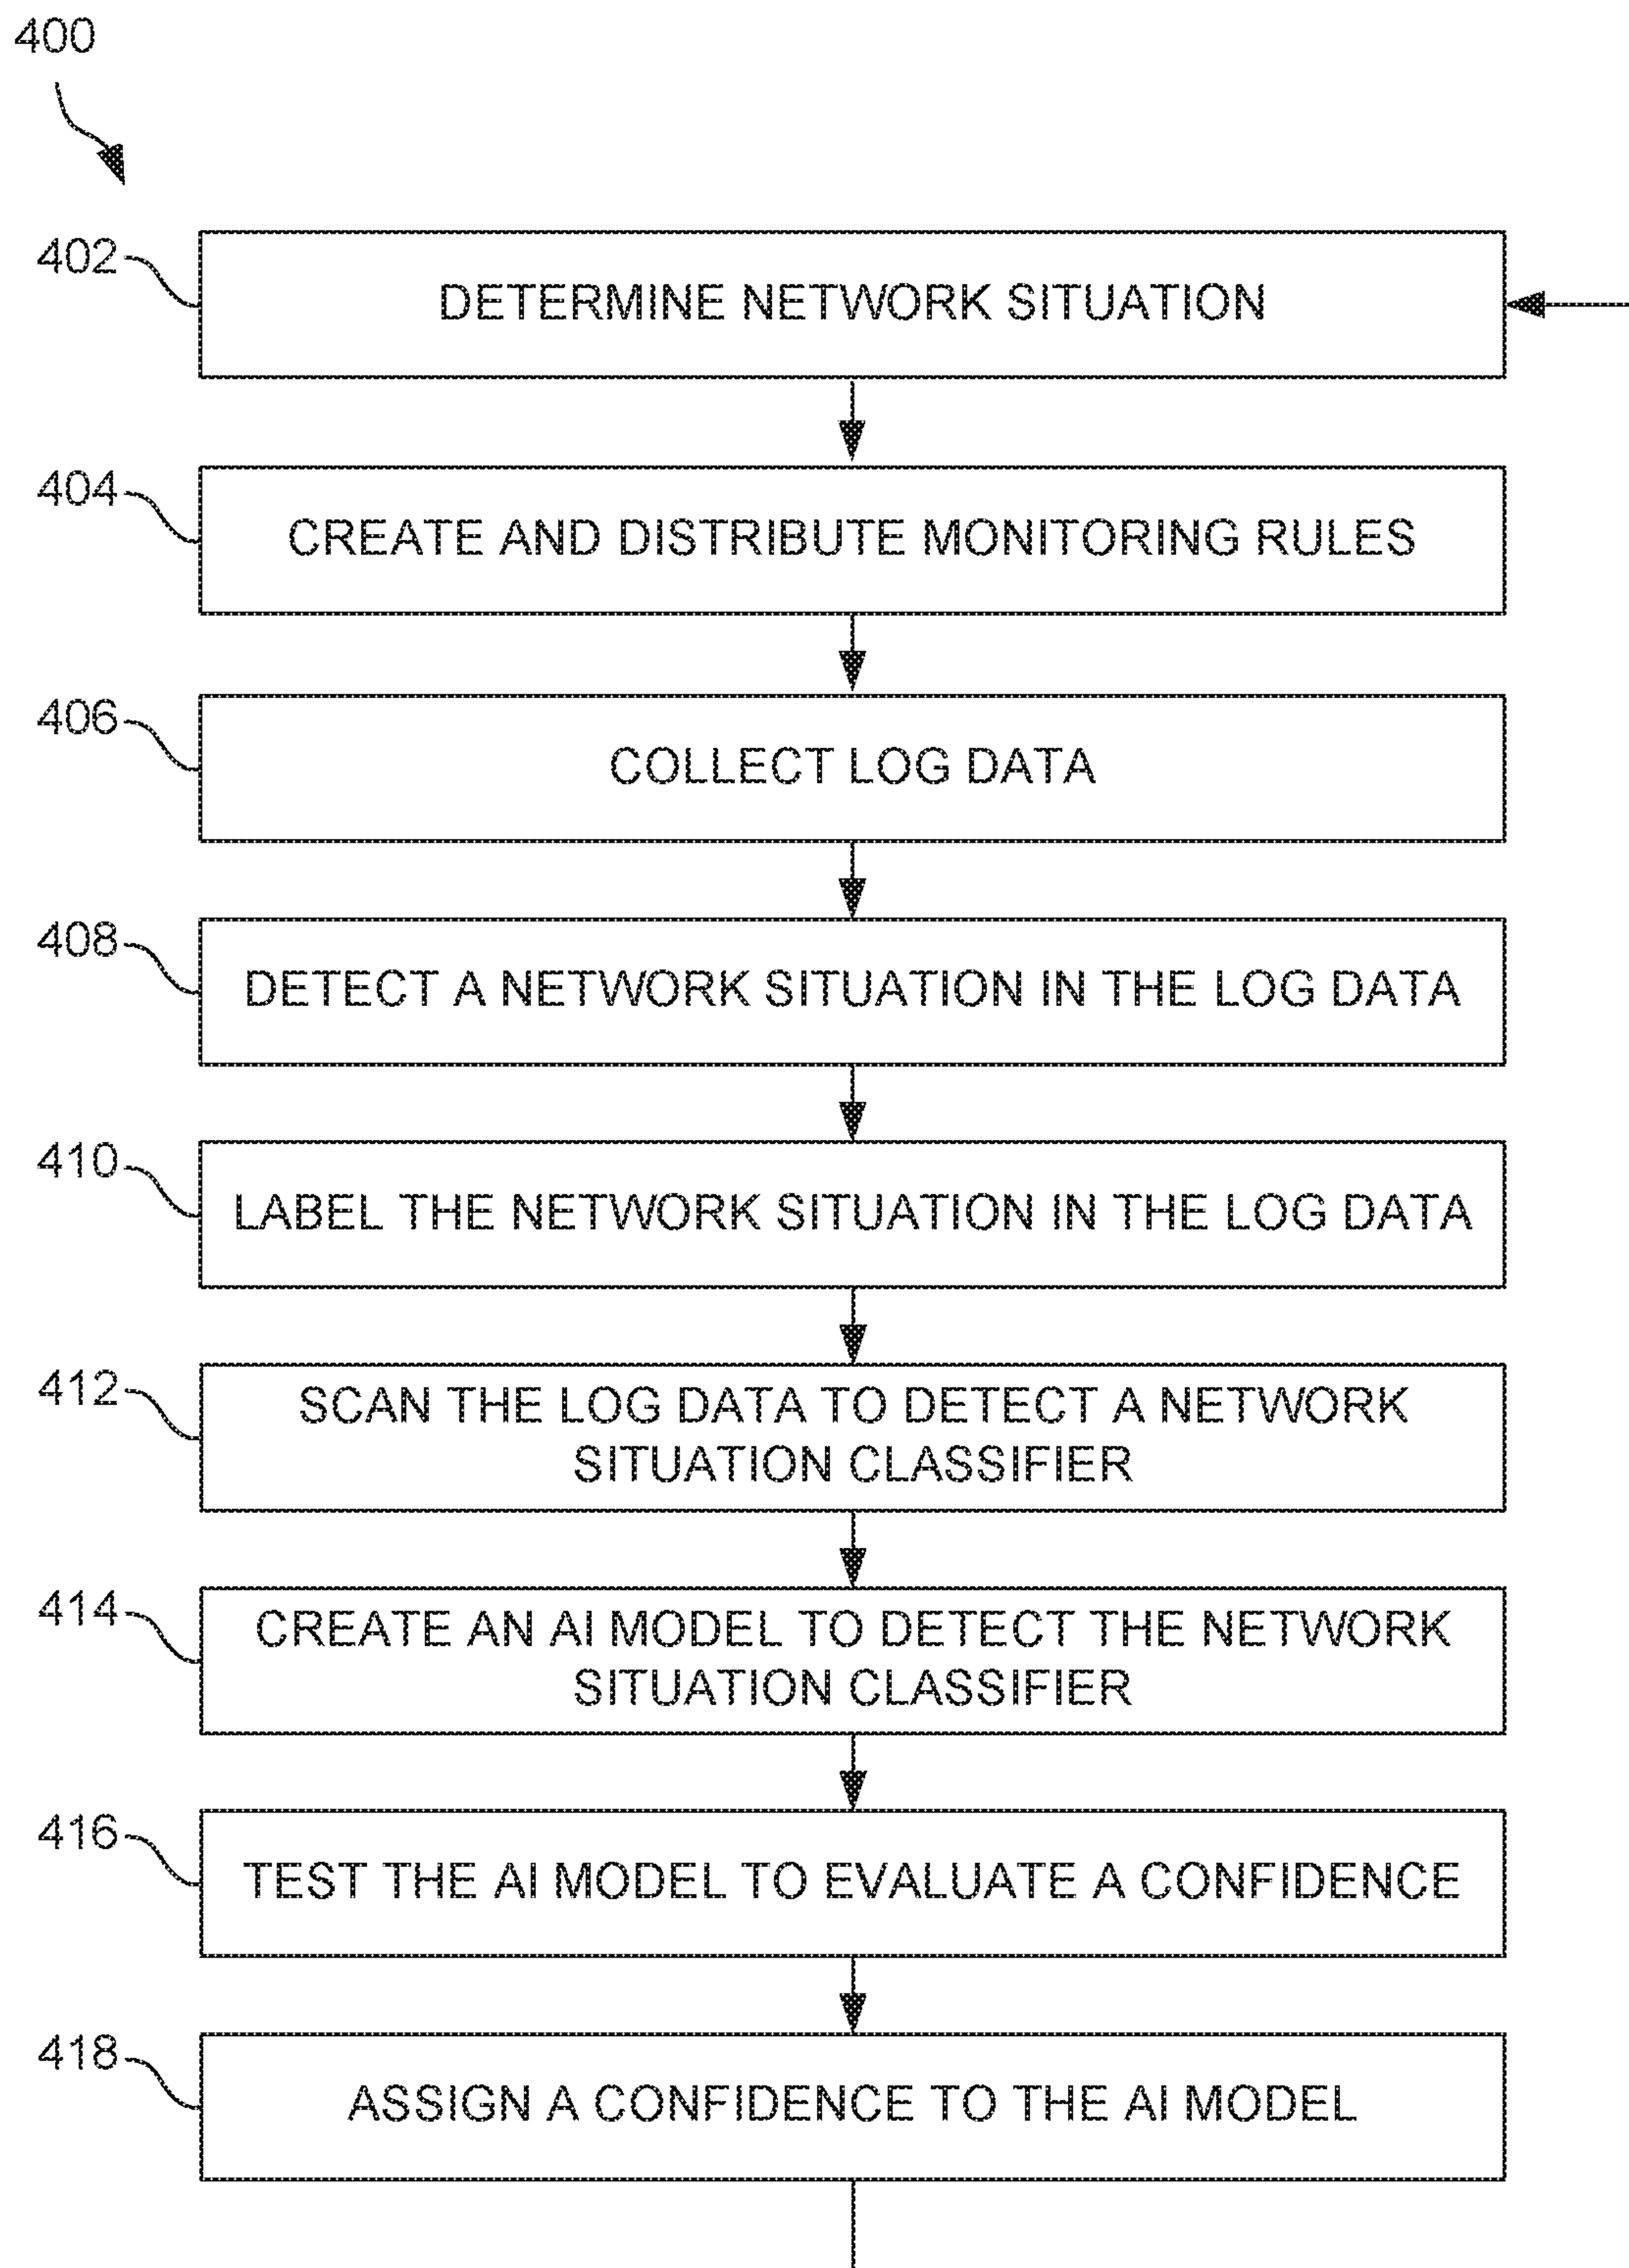 400
402
DETERMINE NETWORK SITUATION
404
CREATE AND DISTRIBUTE MONITORING RULES
406
COLLECT LOG DATA
408
DETECT A NETWORK SITUATION IN THE LOG DATA
410
LABEL THE NETWORK SITUATION IN THE LOG DATA
412
SCAN THE LOG DATA TO DETECT A NETWORK
SITUATION CLASSIFIER
414
CREATE AN AI MODEL TO DETECT THE NETWORK
SITUATION CLASSIFIER
416
TEST THE AI MODEL TO EVALUATE A CONFIDENCE
418
ASSIGN A CONFIDENCE TO THE AI MODEL